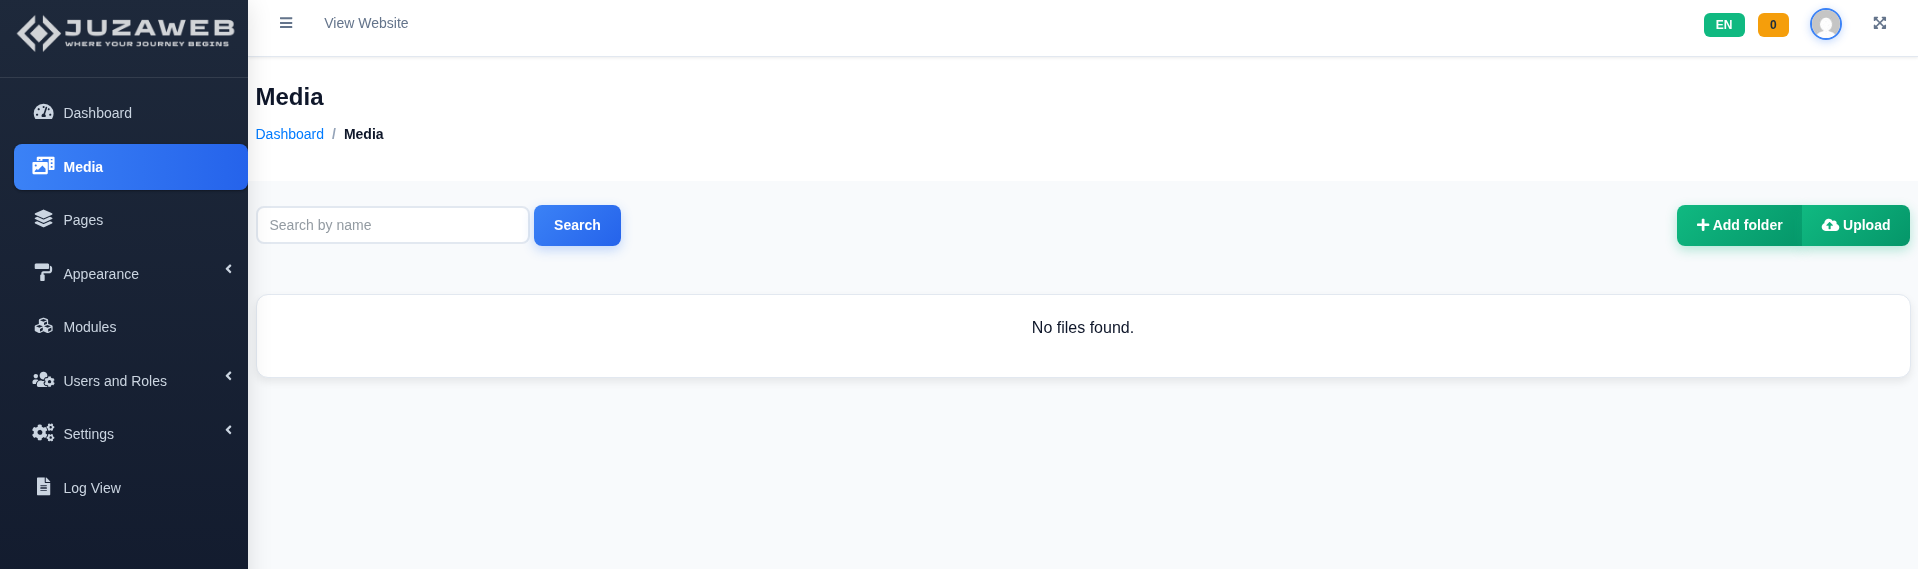 JUZAWEB
WHERE YOUR JOURNEY BEGINS
View Website
EN
0
Dashboard
Media
Pages
Appearance
Modules
Users and Roles
Settings
Log View
Media
Dashboard / Media
Search by name
Search
Add folder
Upload
No files found.